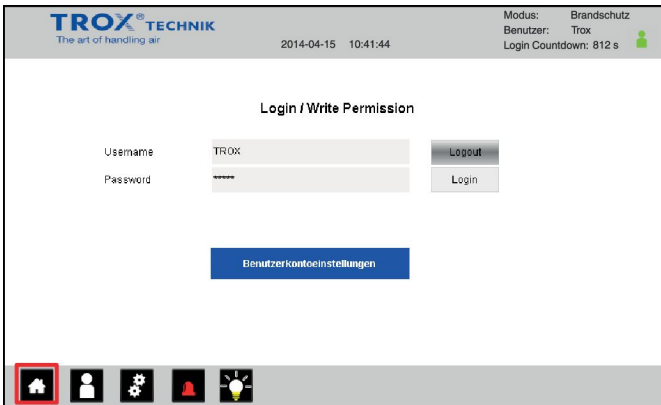 TROX® TECHNIK
The art of handling air
2014-04-15 10:41:44
Modus: Brandschutz
Benutzer: Trox
Login Countdown: 812 s
Login / Write Permission
Username TROX Logout
Password ***** Login
Benutzerkontoeinstellungen